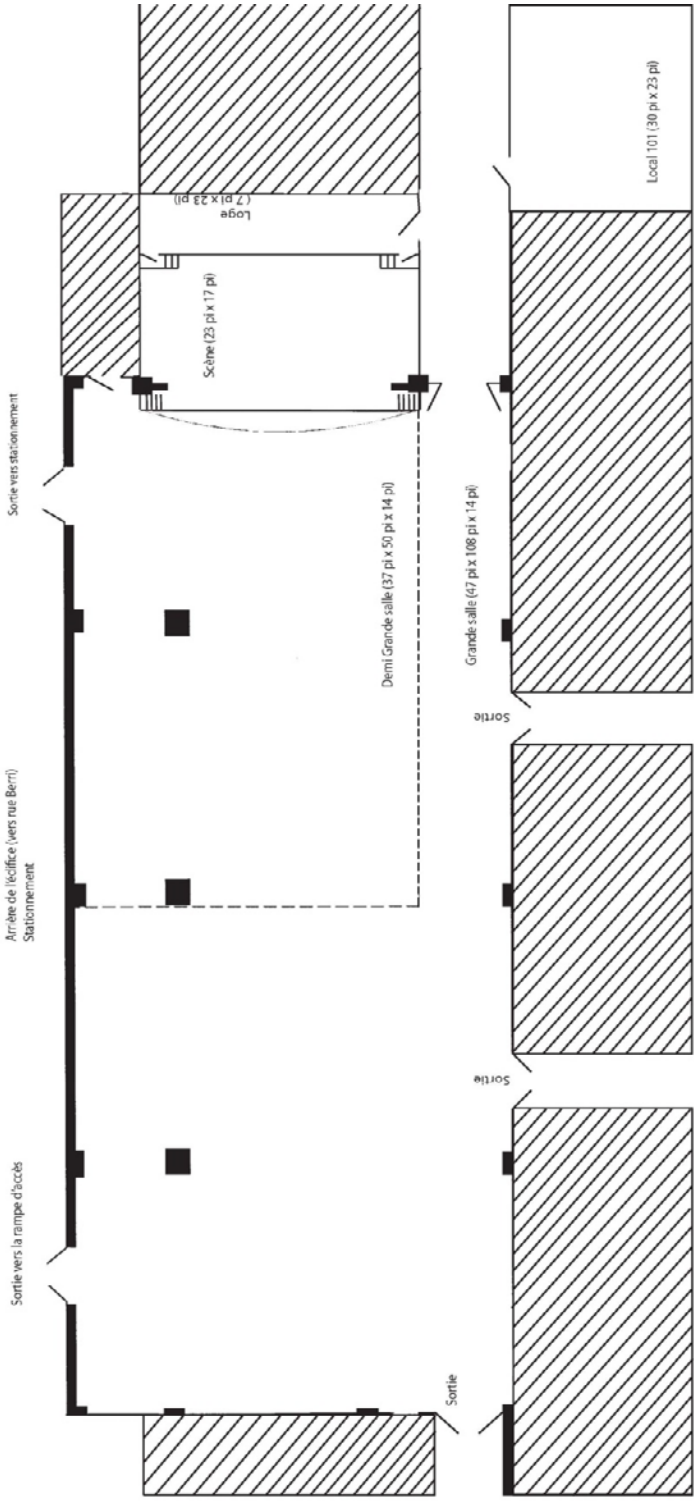 Sortie vers la rampe d'accès
Arrière de l'édifice (vers rue Berri)
Stationnement
Sortie vers stationnement
Loge
(7 pi x 23 pi)
Scène (23 pi x 17 pi)
Demi Grande salle (37 pi x 50 pi x 14 pi)
Grande salle (47 pi x 108 pi x 14 pi)
Local 101 (30 pi x 23 pi)
Sortie
Sortie
Sortie